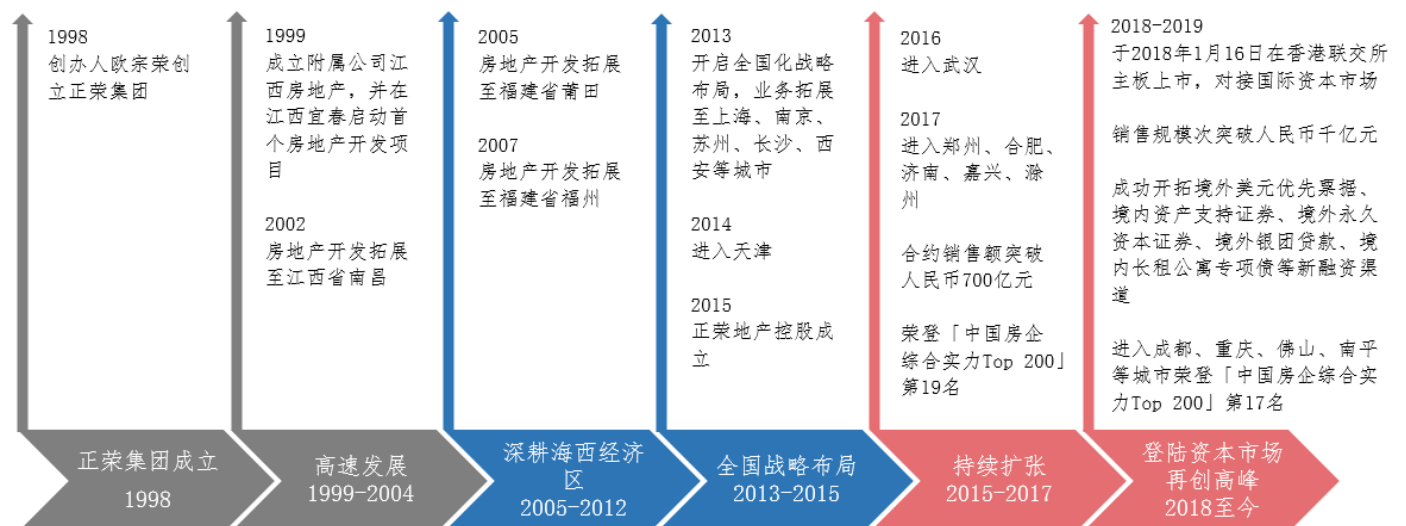 1998
创办人欧宗荣创
立正荣集团
1999
成立附属公司江
西房地产，并在
江西宜春启动首
个房地产开发项
目
2002
房地产开发拓展
至江西省南昌
2005
房地产开发拓展
至福建省莆田
2007
房地产开发拓展
至福建省福州
2013
开启全国化战略
布局，业务拓展
至上海、南京、
苏州、长沙、西
安等城市
2014
进入天津
2015
正荣地产控股成
立
2016
进入武汉
2017
进入郑州、合肥、
济南、嘉兴、滁
州
合约销售额突破
人民币700亿元
荣登「中国房企
综合实力Top 200」
第19名
2018-2019
于2018年1月16日在香港联交所
主板上市，对接国际资本市场
销售规模次突破人民币千亿元
成功开拓境外美元优先票据、
境内资产支持证券、境外永久
资本证券、境外银团贷款、境
内长租公寓专项债等新融资渠
道
进入成都、重庆、佛山、南平
等城市荣登「中国房企综合实
力Top 200」第17名
正荣集团成立
1998
高速发展
1999-2004
深耕海西经济
区
2005-2012
全国战略布局
2013-2015
持续扩张
2015-2017
登陆资本市场
再创高峰
2018至今